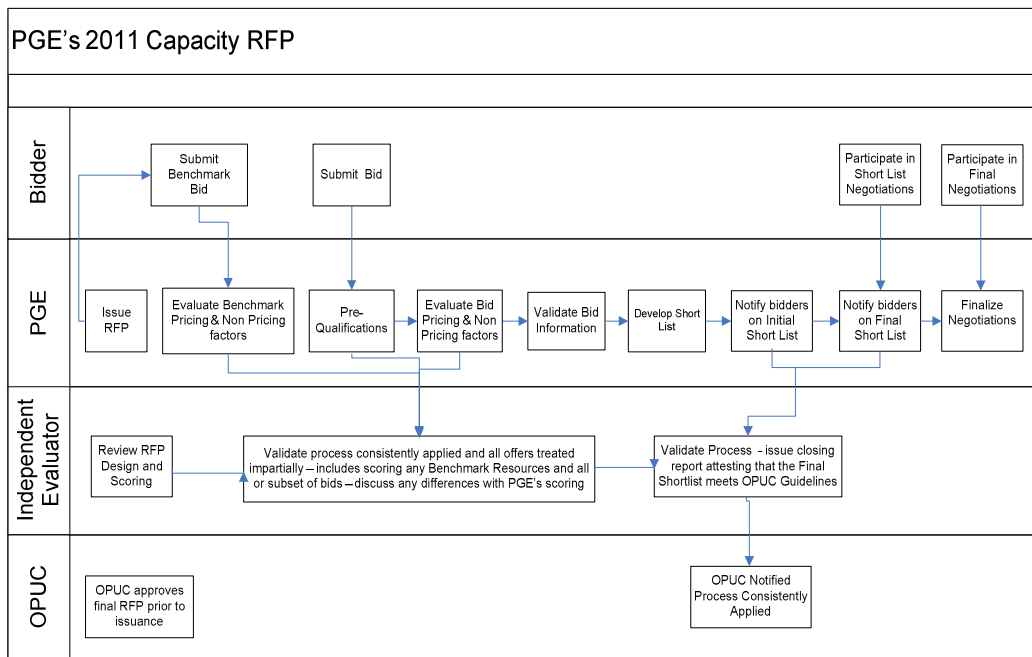 PGE's 2011 Capacity RFP
Bidder
Submit
Benchmark
Bid
Submit Bid
Participate in
Short List
Negotiations
Participate in
Final
Negotiations
PGE
Issue
RFP
Evaluate Benchmark
Pricing & Non Pricing
factors
Pre-
Qualifications
Evaluate Bid
Pricing & Non
Pricing factors
Validate Bid
Information
Develop Short
List
Notify bidders
on Initial
Short List
Notify bidders
on Final
Short List
Finalize
Negotiations
Independent
Evaluator
Review RFP
Design and
Scoring
Validate process consistently applied and all offers treated
impartially – includes scoring any Benchmark Resources and all
or subset of bids – discuss any differences with PGE's scoring
Validate Process - issue closing
report attesting that the Final
Shortlist meets OPUC Guidelines
OPUC
OPUC approves
final RFP prior to
issuance
OPUC Notified
Process Consistently
Applied